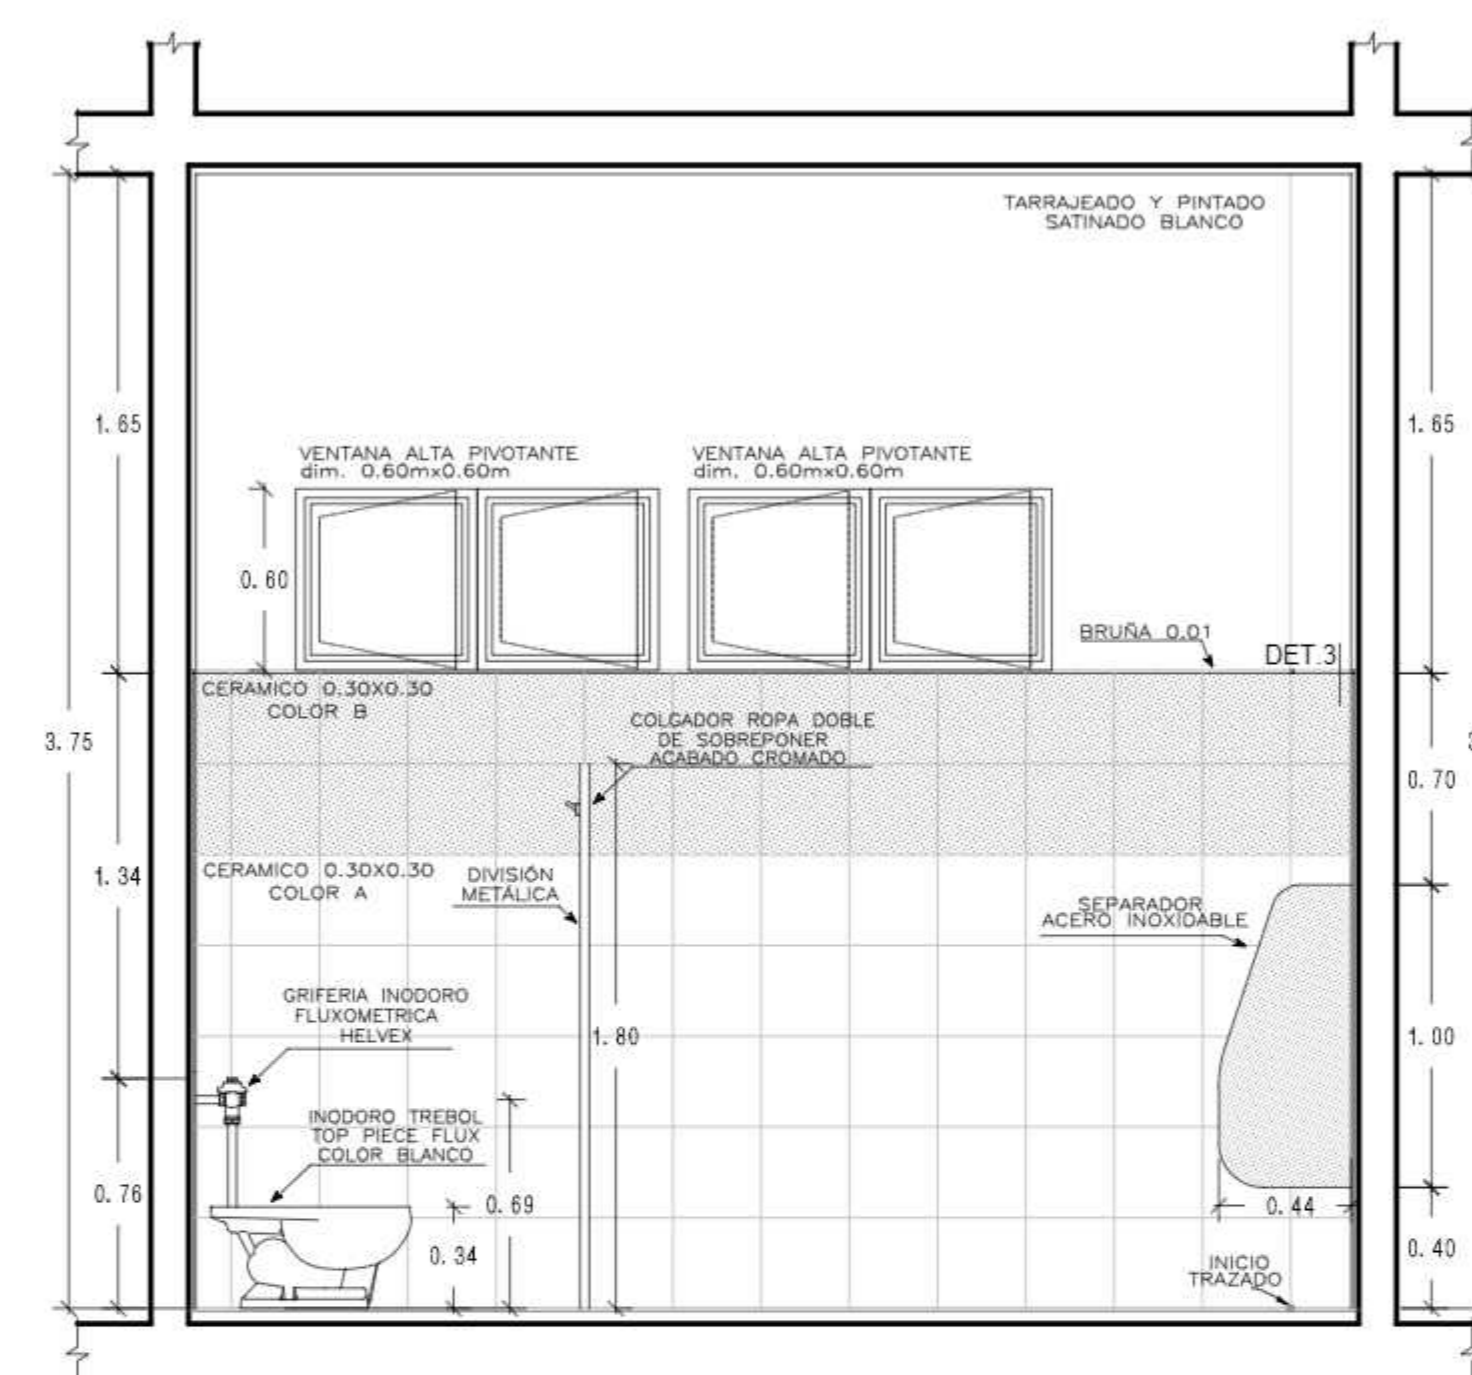 TARRAJEADO Y PINTADO
SATINADO BLANCO
1.65
1.65
VENTANA ALTA PIVOTANTE
dim. 0.60mx0.60m
VENTANA ALTA PIVOTANTE
dim. 0.60mx0.60m
0.60
BRUÑA 0.01
DET.3
CERAMICO 0.30X0.30
COLOR B
COLGADOR ROPA DOBLE
DE SOBREPONER
ACABADO CROMADO
3.75
0.70
CERAMICO 0.30X0.30
COLOR A
1.34
DIVISIÓN
METÁLICA
SEPARADOR
ACERO INOXIDABLE
GRIFERIA INODORO
FLUXOMETRICA
HELVEX
1.80
1.00
INODORO TREBOL
TOP PIECE FLUX
COLOR BLANCO
0.76
0.69
0.44
0.34
0.40
INICIO
TRAZADO